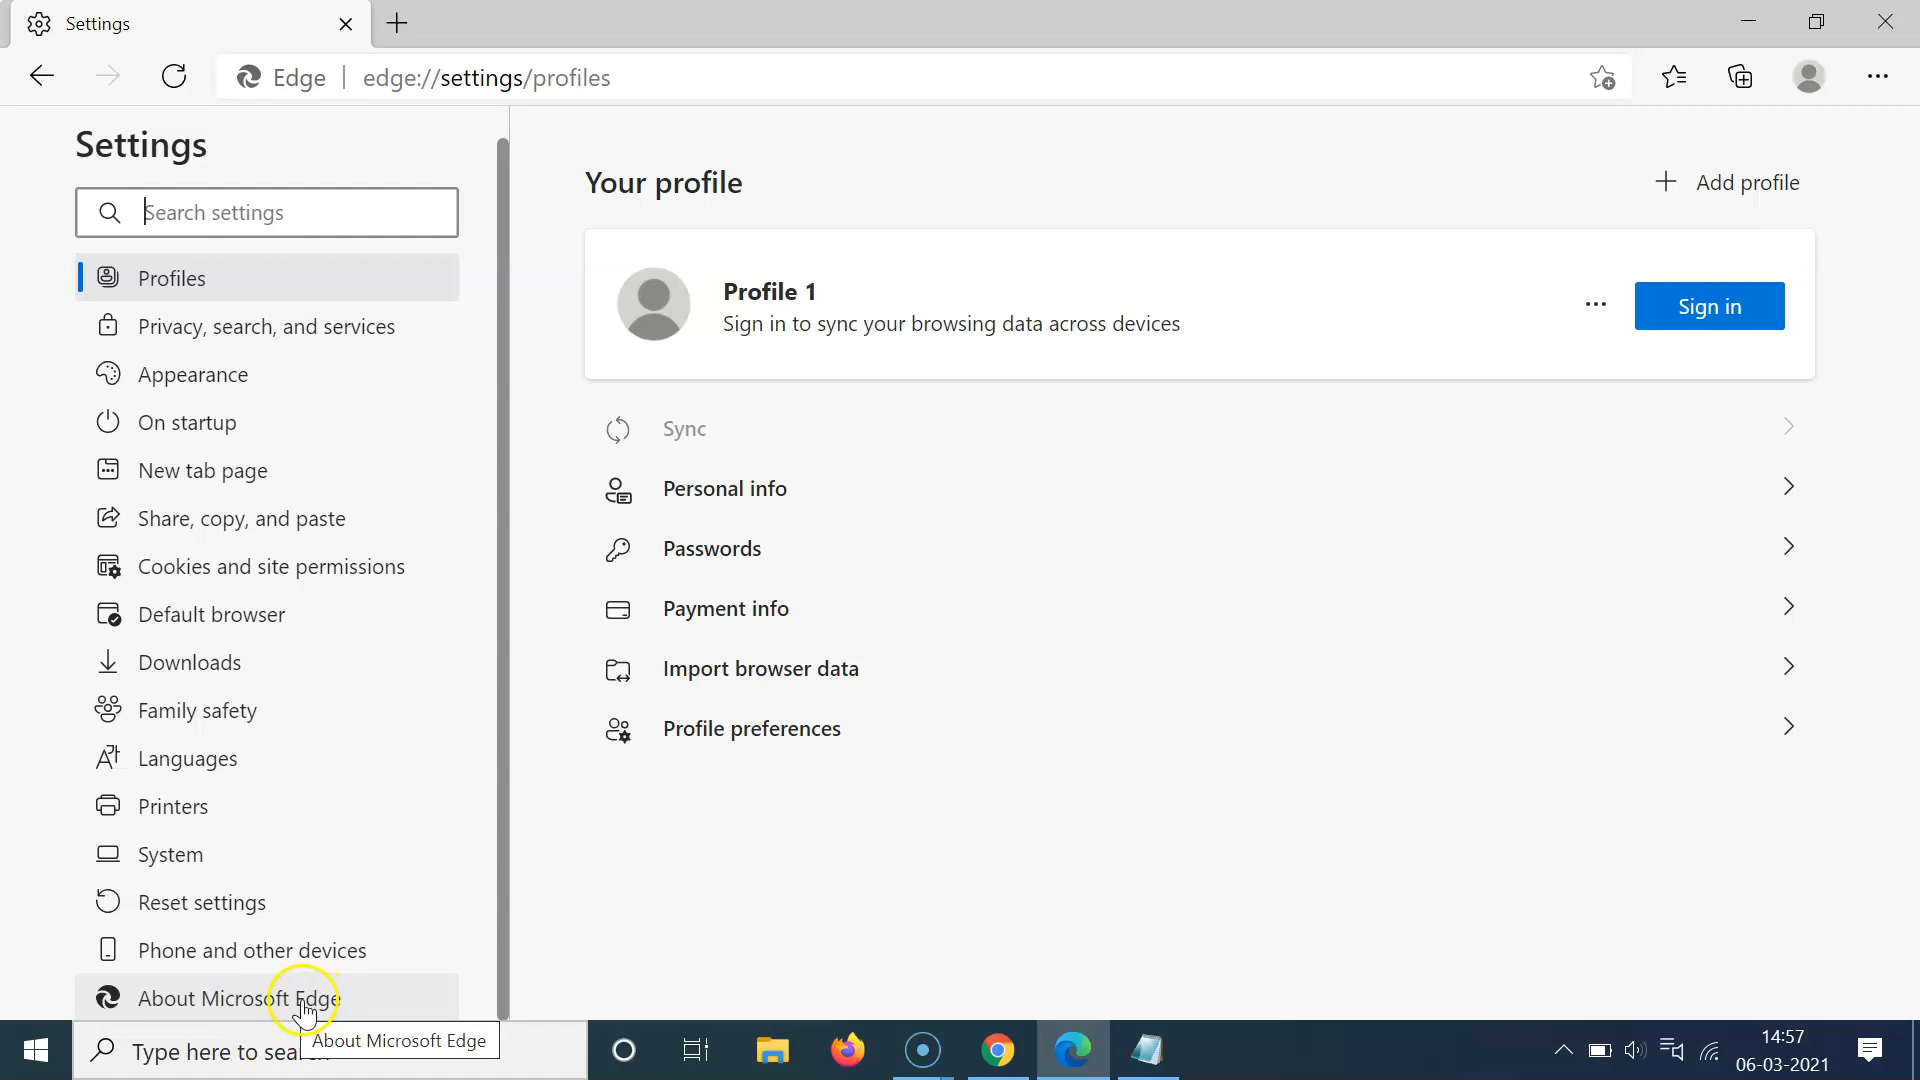 Settings
Edge | edge://settings/profiles
Settings
Search settings
Profiles
Privacy, search, and services
Appearance
On startup
New tab page
Share, copy, and paste
Cookies and site permissions
Default browser
Downloads
Family safety
Languages
Printers
System
Reset settings
Phone and other devices
About Microsoft Edge
About Microsoft Edge
Your profile
Add profile
Profile 1
Sign in to sync your browsing data across devices
Sign in
Sync
Personal info
Passwords
Payment info
Import browser data
Profile preferences
Type here to search
14:57
06-03-2021